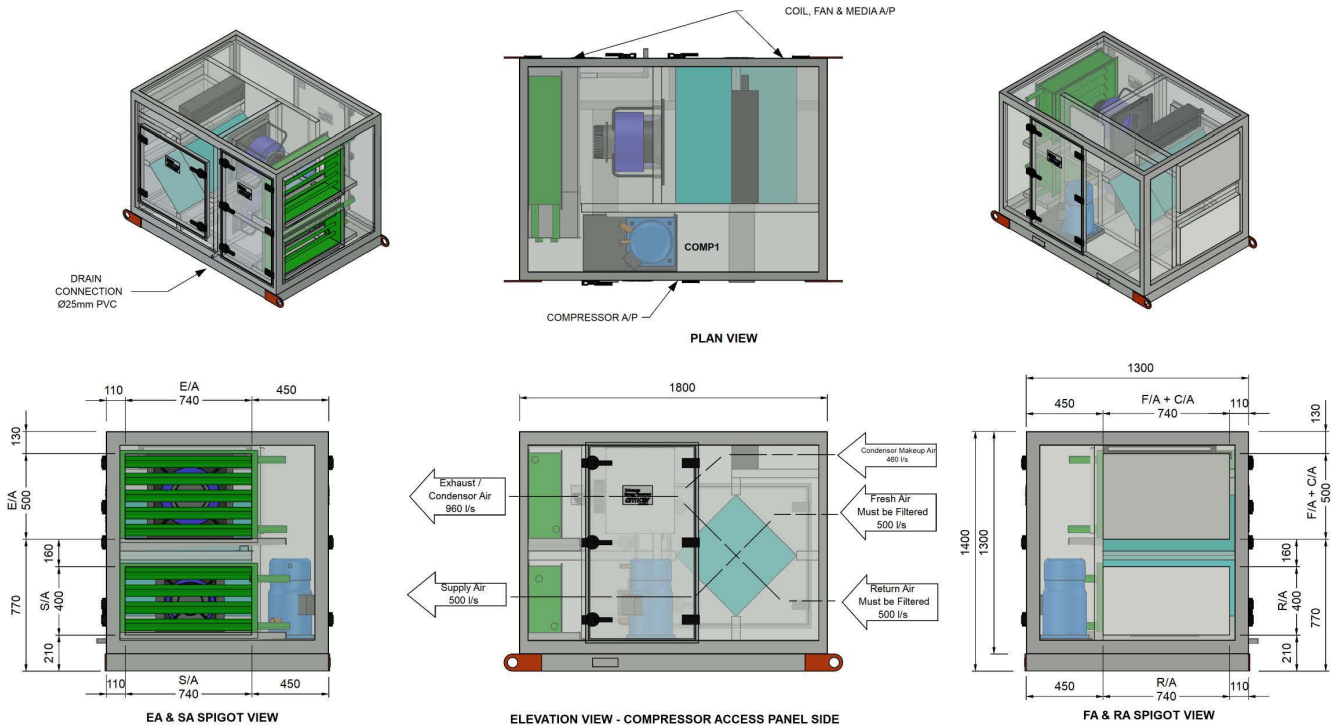 COIL, FAN & MEDIA A/P
DRAIN
CONNECTION
Ø25mm PVC
COMP1
COMPRESSOR A/P
PLAN VIEW
110
E/A
740
450
130
E/A
500
160
S/A
400
770
210
110
S/A
740
450
EA & SA SPIGOT VIEW
1800
Condensor Makeup Air
460 l/s
Exhaust /
Condensor Air
960 l/s
Fresh Air
Must be Filtered
500 l/s
Supply Air
500 l/s
Return Air
Must be Filtered
500 l/s
ELEVATION VIEW - COMPRESSOR ACCESS PANEL SIDE
1300
450
F/A + C/A
740
110
130
F/A + C/A
500
1400
1300
160
R/A
400
770
210
450
R/A
740
110
FA & RA SPIGOT VIEW